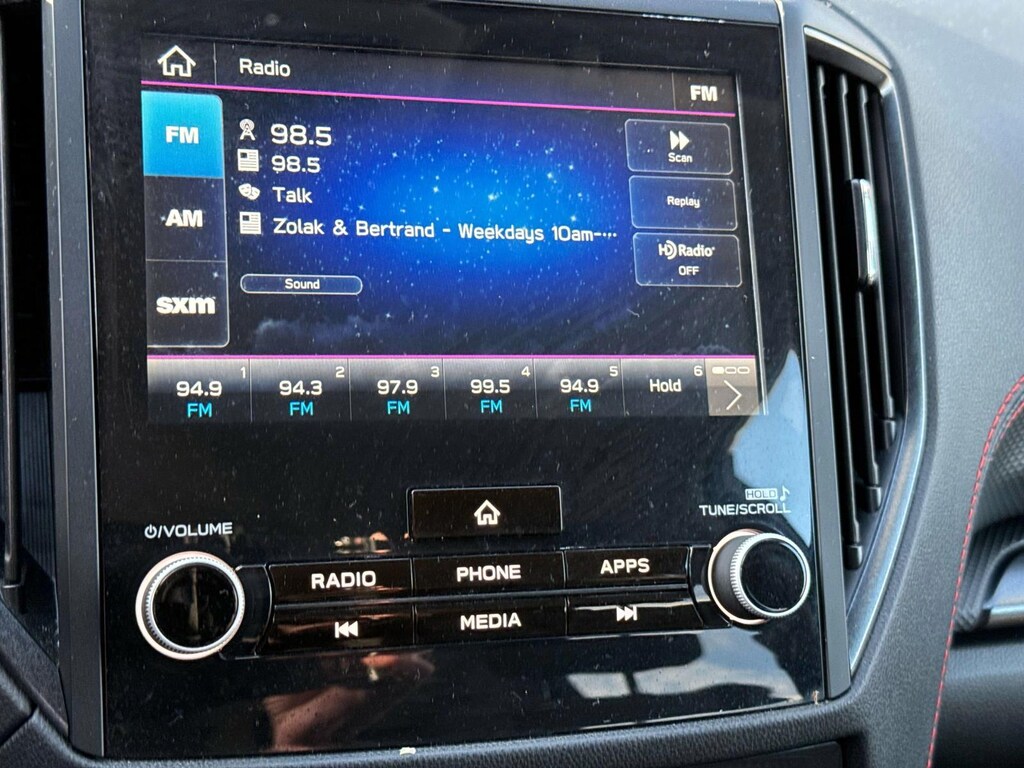 Radio
FM
FM
AM
sxm
98.5
98.5
Talk
Zolak & Bertrand - Weekdays 10am-...
Sound
Scan
Replay
HD Radio
OFF
1
94.9
FM
2
94.3
FM
3
97.9
FM
4
99.5
FM
5
94.9
FM
6
Hold
HOLD
TUNE/SCROLL
/VOLUME
RADIO
PHONE
APPS
MEDIA